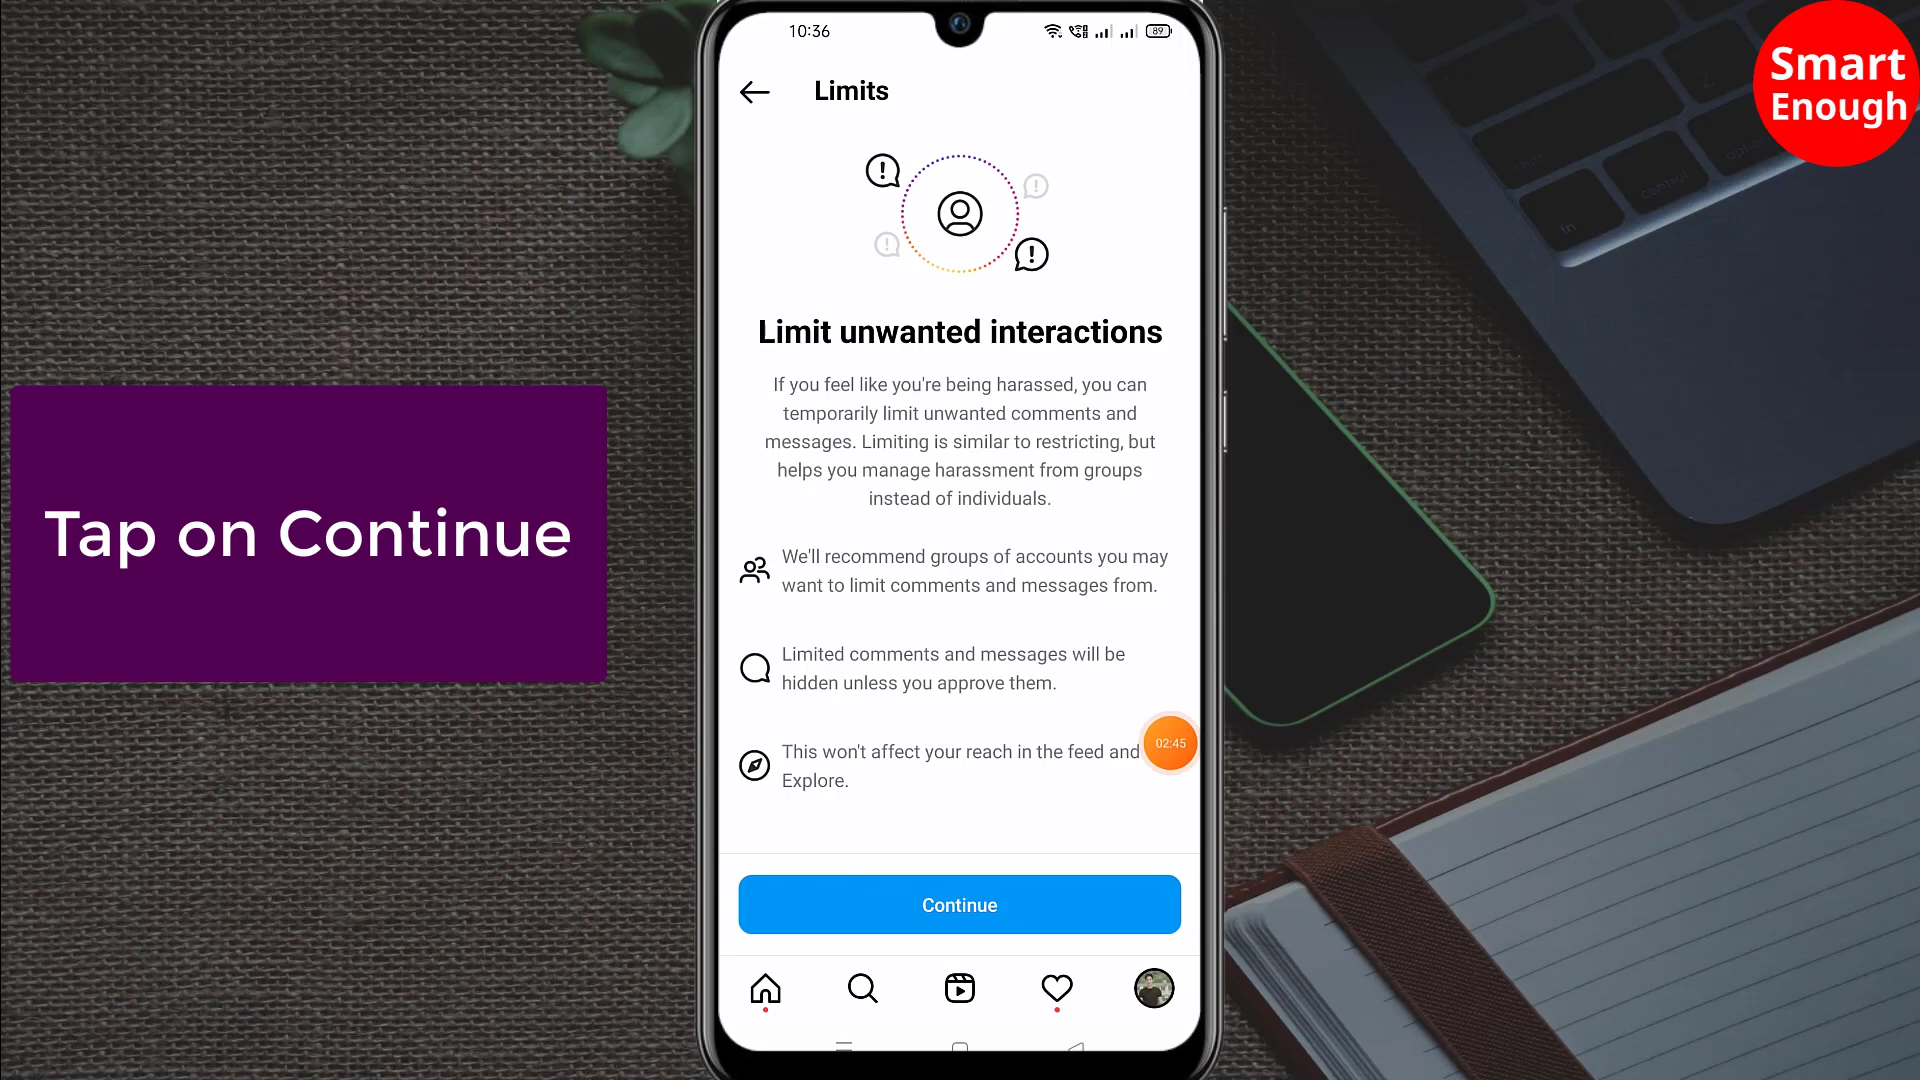 10:36
89
Smart
Enough
Limits
Limit unwanted interactions
If you feel like you're being harassed, you can
temporarily limit unwanted comments and
messages. Limiting is similar to restricting, but
helps you manage harassment from groups
instead of individuals.
Tap on Continue
We'll recommend groups of accounts you may
want to limit comments and messages from.
Limited comments and messages will be
hidden unless you approve them.
This won't affect your reach in the feed and
Explore.
02:45
Continue
control
option